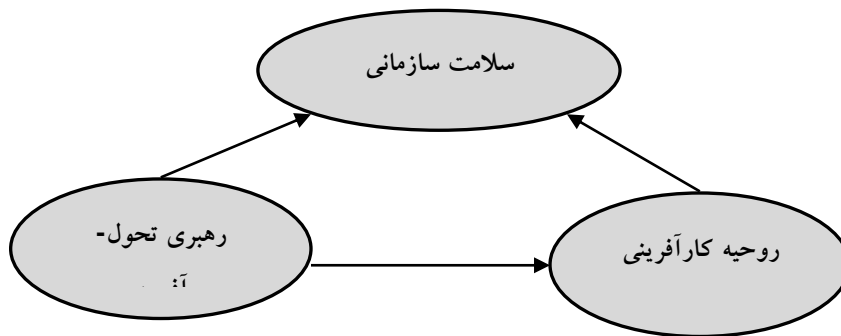 سلامت سازمانی
رهبری تحول-
روحیه کارآفرینی